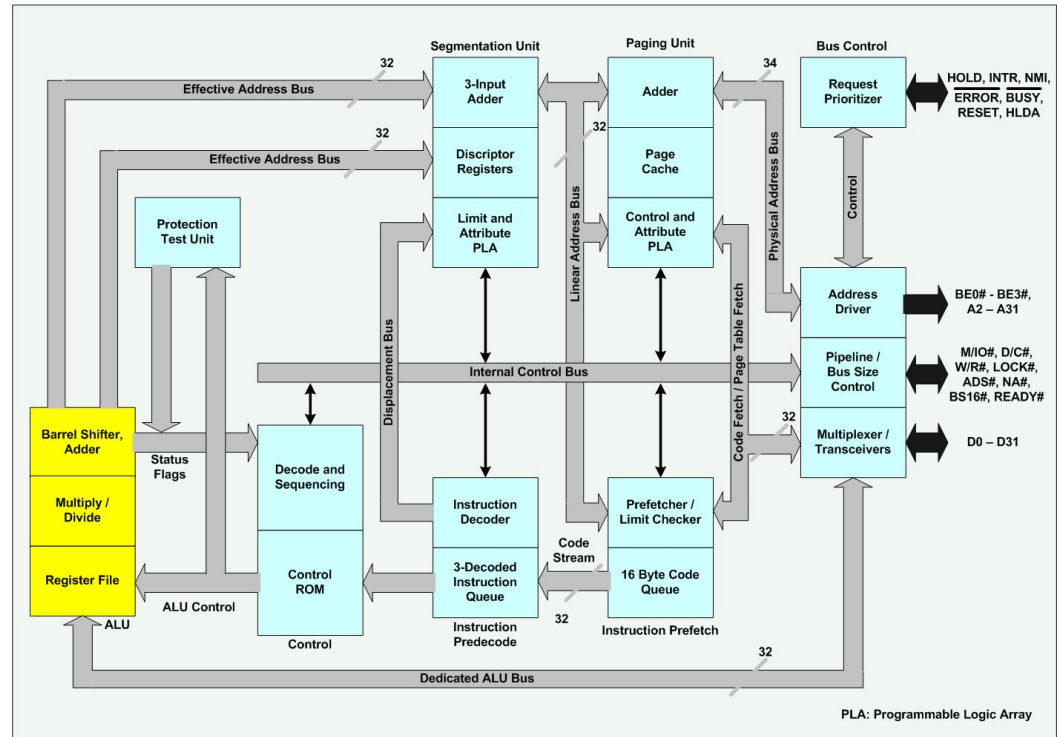 Segmentation Unit
Paging Unit
Bus Control
32
Effective Address Bus
3-Input
Adder
Adder
34
Request
Prioritizer
HOLD, INTR, NMI,
ERROR, BUSY,
RESET, HLDA
32
Effective Address Bus
32
Discriptor
Registers
Page
Cache
Protection
Test Unit
Limit and
Attribute
PLA
Linear Address Bus
Control and
Attribute
PLA
Physical Address Bus
Control
Address
Driver
BE0# - BE3#,
A2 – A31
Displacement Bus
Internal Control Bus
Code Fetch / Page Table Fetch
Pipeline /
Bus Size
Control
M/IO#, D/C#,
W/R#, LOCK#,
ADS#, NA#,
BS16#, READY#
Barrel Shifter,
Adder
Status
Flags
32
Multiplexer /
Transceivers
D0 – D31
Multiply /
Divide
Decode and
Sequencing
Instruction
Decoder
Prefetcher /
Limit Checker
Register File
ALU Control
Control
ROM
3-Decoded
Instruction
Queue
Code
Stream
32
16 Byte Code
Queue
ALU
Control
Instruction
Predecode
Instruction Prefetch
32
Dedicated ALU Bus
PLA: Programmable Logic Array